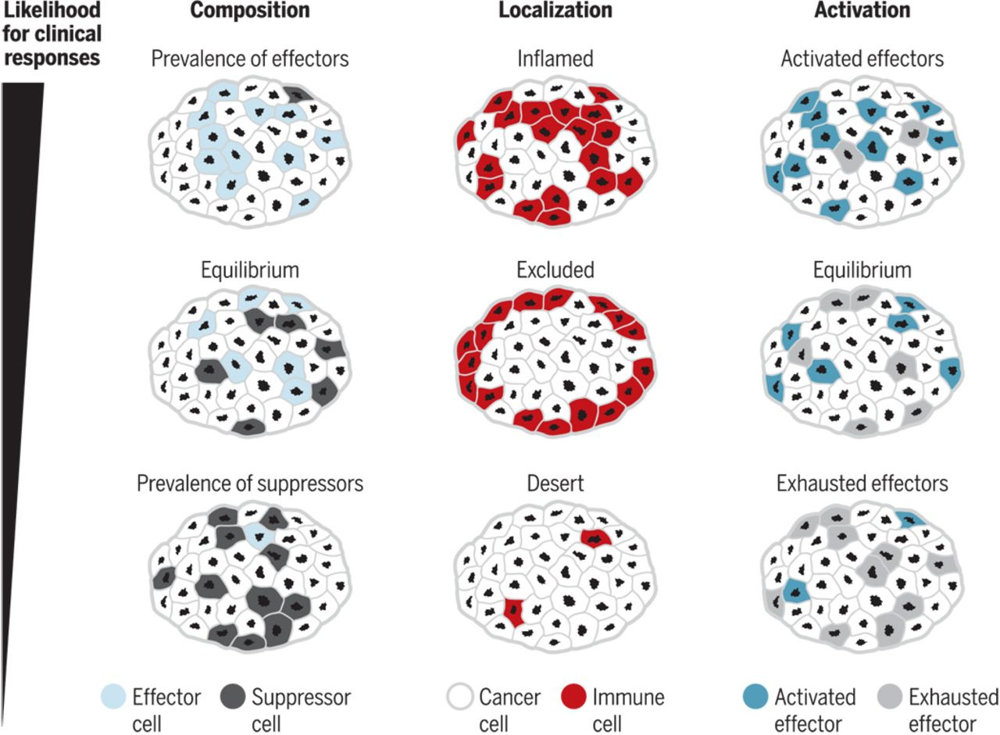 Likelihood
for clinical
responses
Composition
Localization
Activation
Prevalence of effectors
Inflamed
Activated effectors
Equilibrium
Excluded
Equilibrium
Prevalence of suppressors
Desert
Exhausted effectors
Effector
cell
Suppressor
cell
Cancer
cell
Immune
cell
Activated
effector
Exhausted
effector